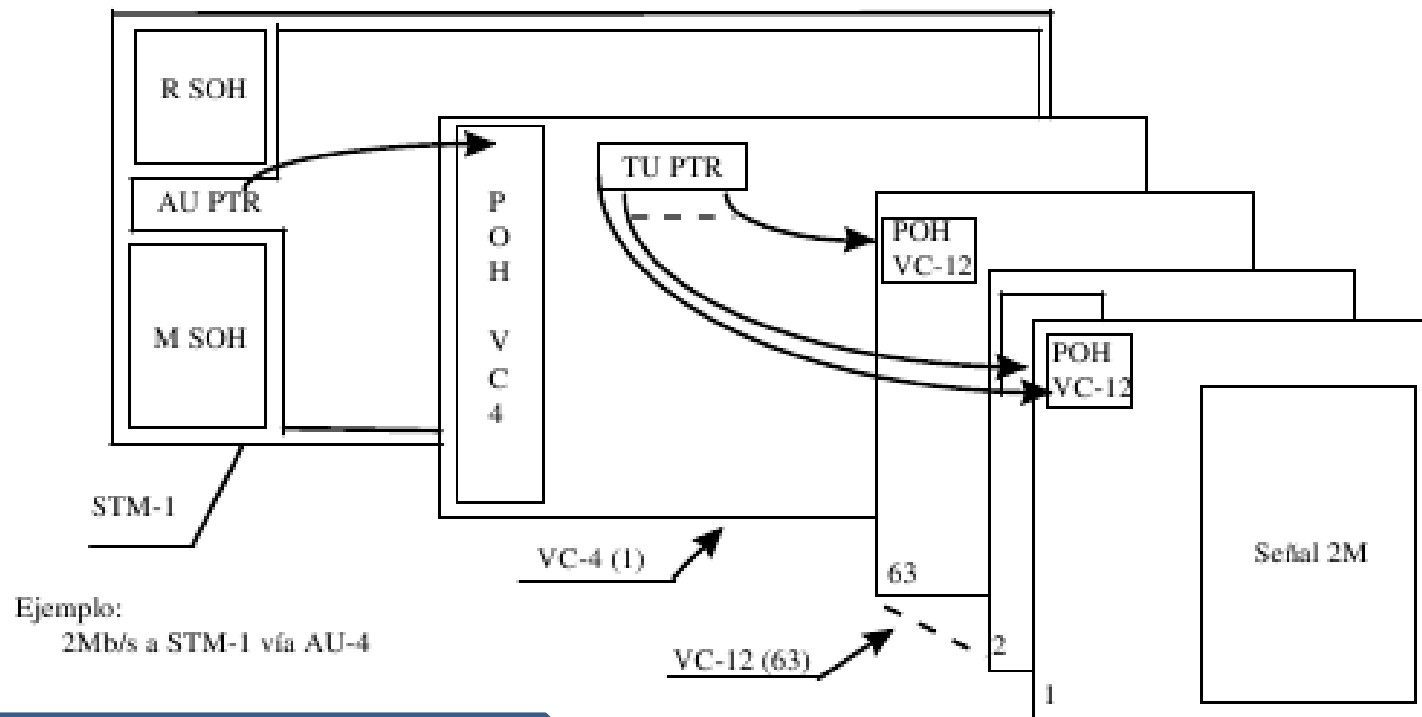 R SOH
AU PTR
M SOH
STM-1
P
O
H
V
C
4
TU PTR
POH
VC-12
POH
VC-12
Señal 2M
VC-4 (1)
63
2
1
VC-12 (63)
Ejemplo:
2Mb/s a STM-1 vía AU-4